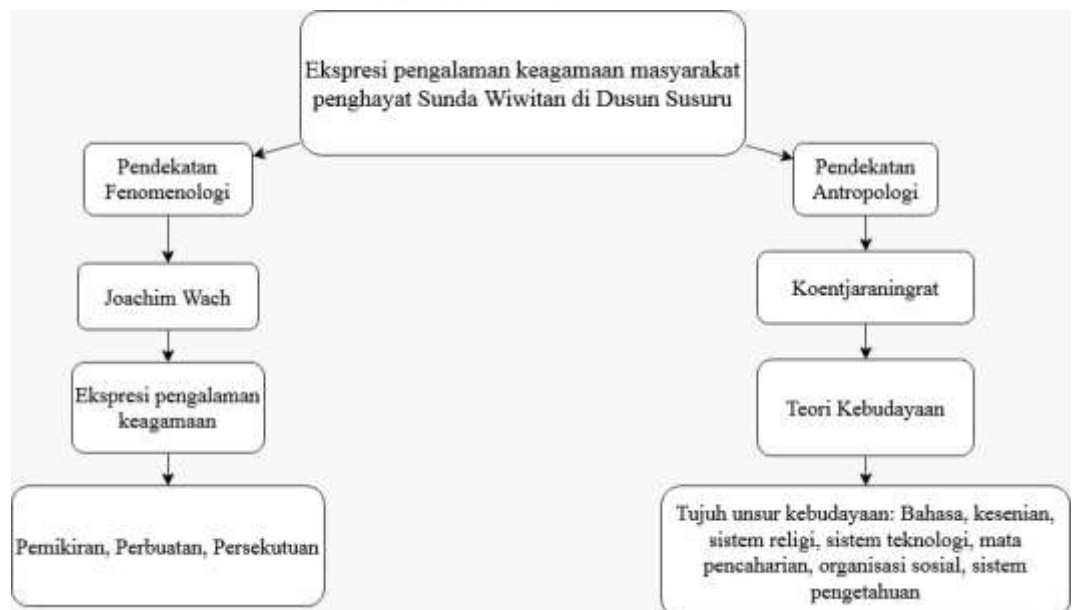 Ekspresi pengalaman keagamaan masyarakat
penghayat Sunda Wiwitan di Dusun Susuru
Pendekatan
Fenomenologi
Joachim Wach
Ekspresi pengalaman
keagamaan
Pemikiran, Perbuatan, Persekutuan
Pendekatan
Antropologi
Koentjaraningrat
Teori Kebudayaan
Tujuh unsur kebudayaan: Bahasa, kesenian,
sistem religi, sistem teknologi, mata
pencaharian, organisasi sosial, sistem
pengetahuan